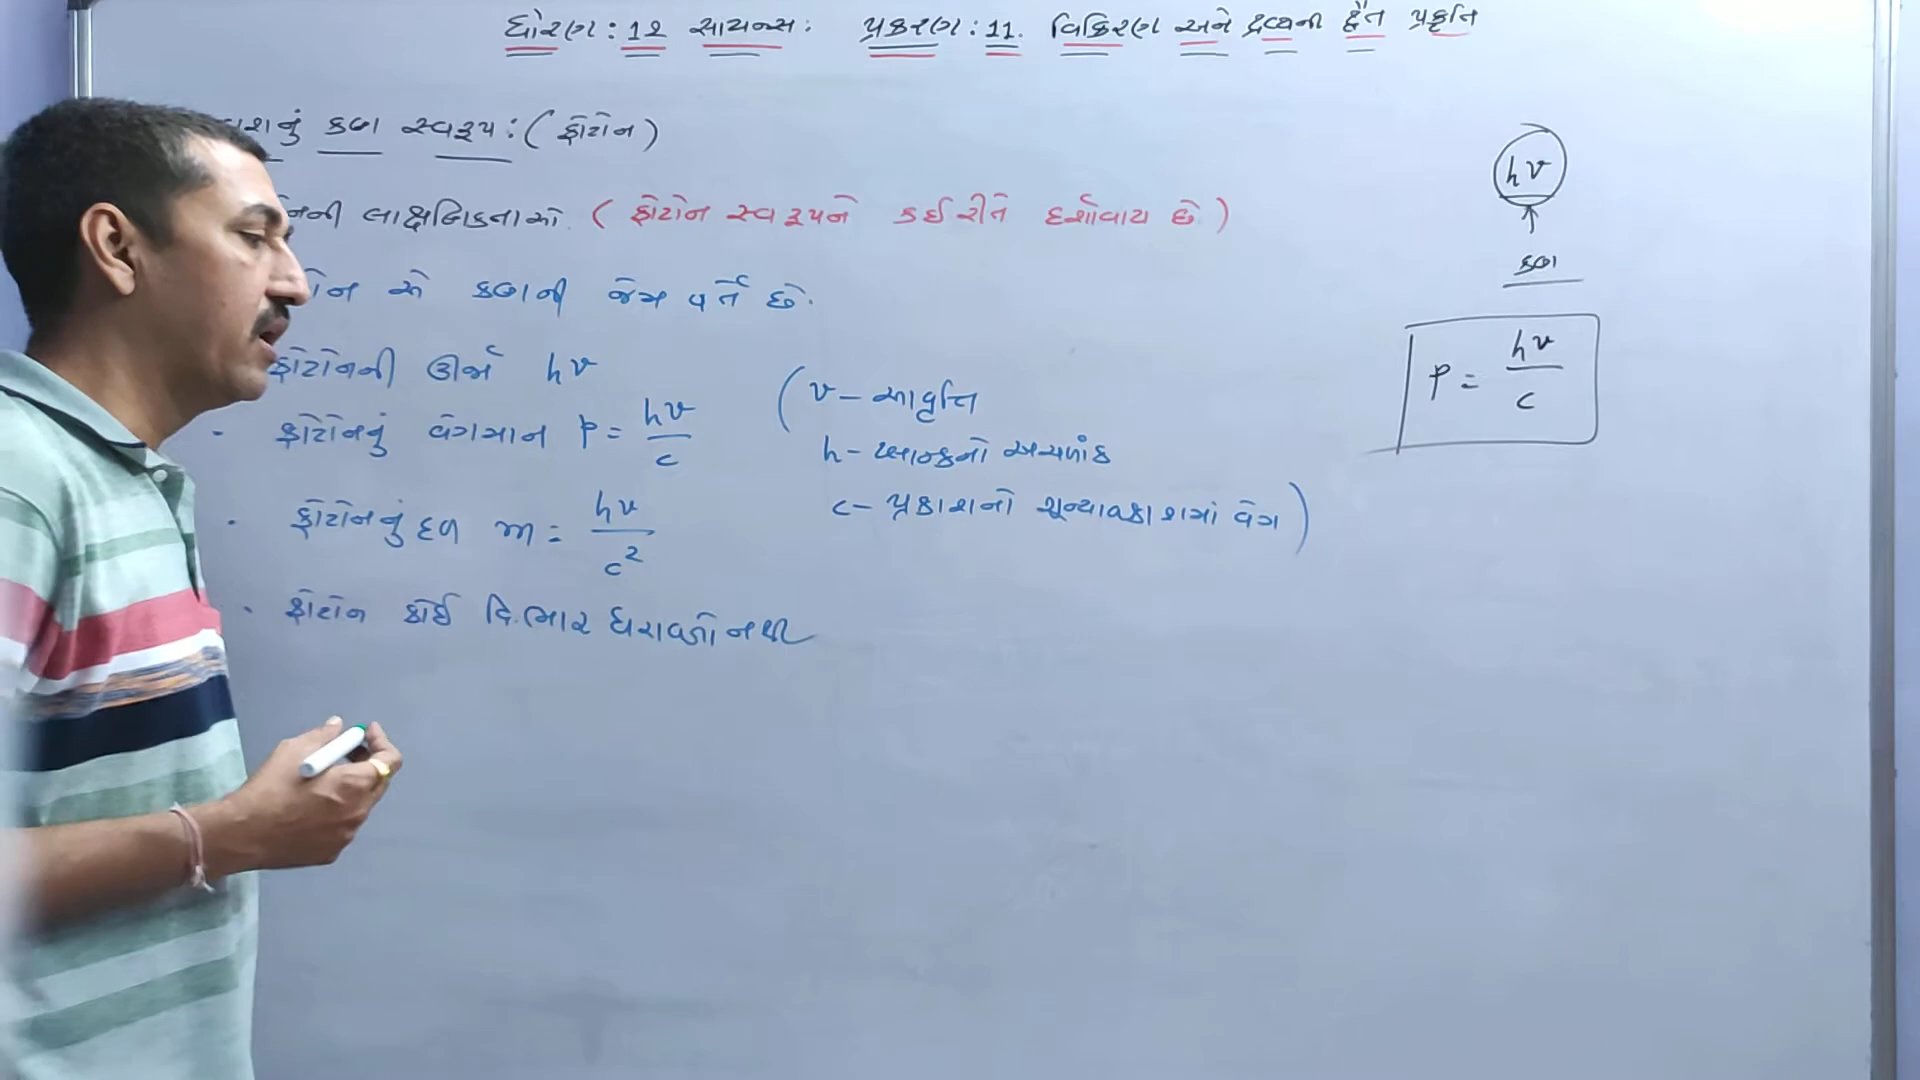 ધોરણ : 12 સાયન્સ. પ્રકરણ : 11. વિકિરણ અને દ્રવ્યની દ્વૈત પ્રકૃતિ
કણ સ્વરૂપ : ( ફોટોન )
લાક્ષણિકતાઓ. ( ફોટોન સ્વરૂપને કઈ રીતે દર્શાવાય છે. )
એ કણની જેમ વર્તે છે.
ફોટોનની ઊર્જા hν
· ફોટોનનું વેગમાન p = hν/c
· ફોટોનનું દળ m = hν/c²
· ફોટોન કોઈ વિ.ભાર ધરાવતો નથી
( ν – આવૃત્તિ
h – પ્લાન્કનો અચળાંક
c – પ્રકાશનો શૂન્યાવકાશમાં વેગ )
hν
↑
કણ
p = hν/c